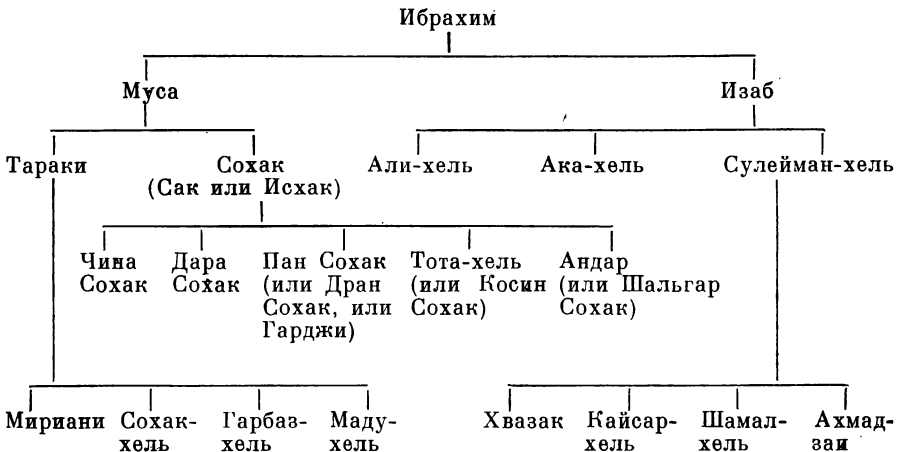 Ибрахим
Муса Изаб
Тараки Сохак Али-хель Ака-хель Сулейман-хель
(Сак или Исхак)
Чина Дара Пан Сохак Тота-хель Андар
Сохак Сохак (или Дран (или Косин (или Шальгар
Сохак, или Сохак) Сохак)
Гарджи)
Мириани Сохак- Гарбаз- Маду- Хвазак Кайсар- Шамал- Ахмад-
хель хель хель хель хель заи